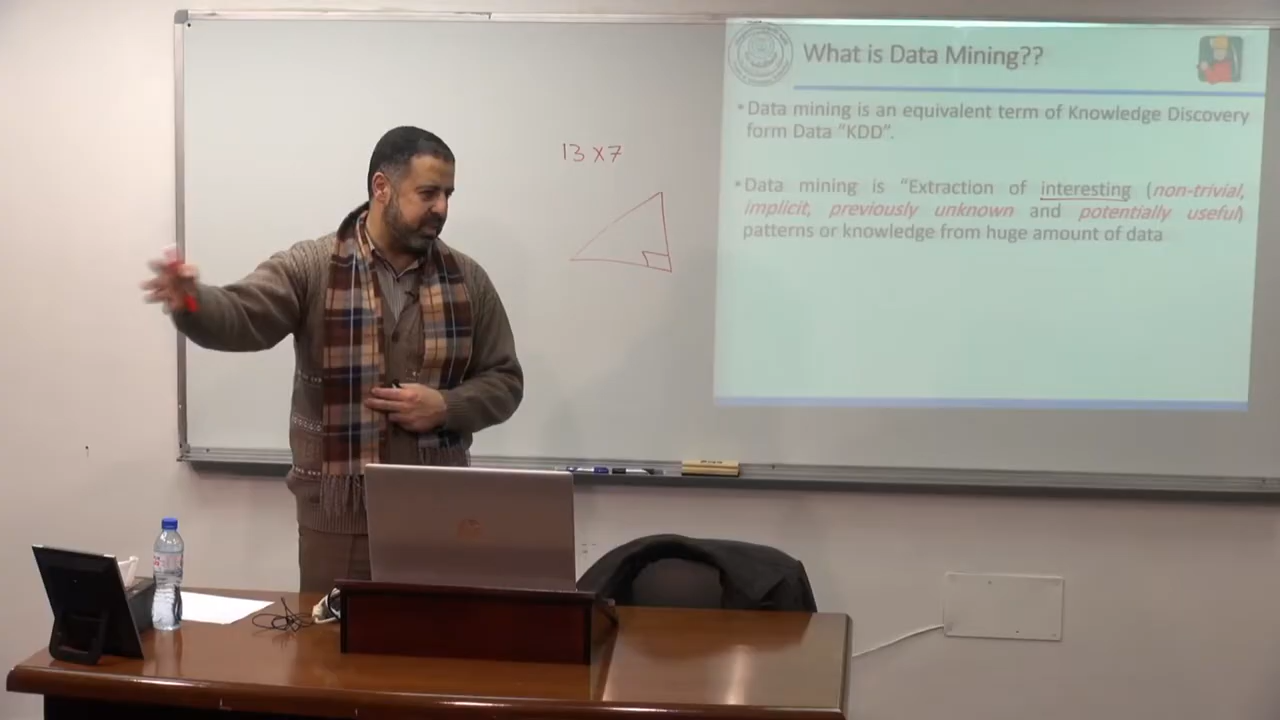 13 x 7
What is Data Mining??
•Data mining is an equivalent term of Knowledge Discovery
form Data "KDD".
•Data mining is "Extraction of interesting (non-trivial,
implicit, previously unknown and potentially useful)
patterns or knowledge from huge amount of data